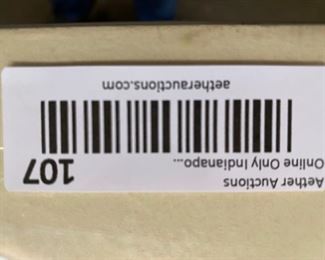 Aether Auctions
Online Only Indianapo...
107
aetherauctions.com